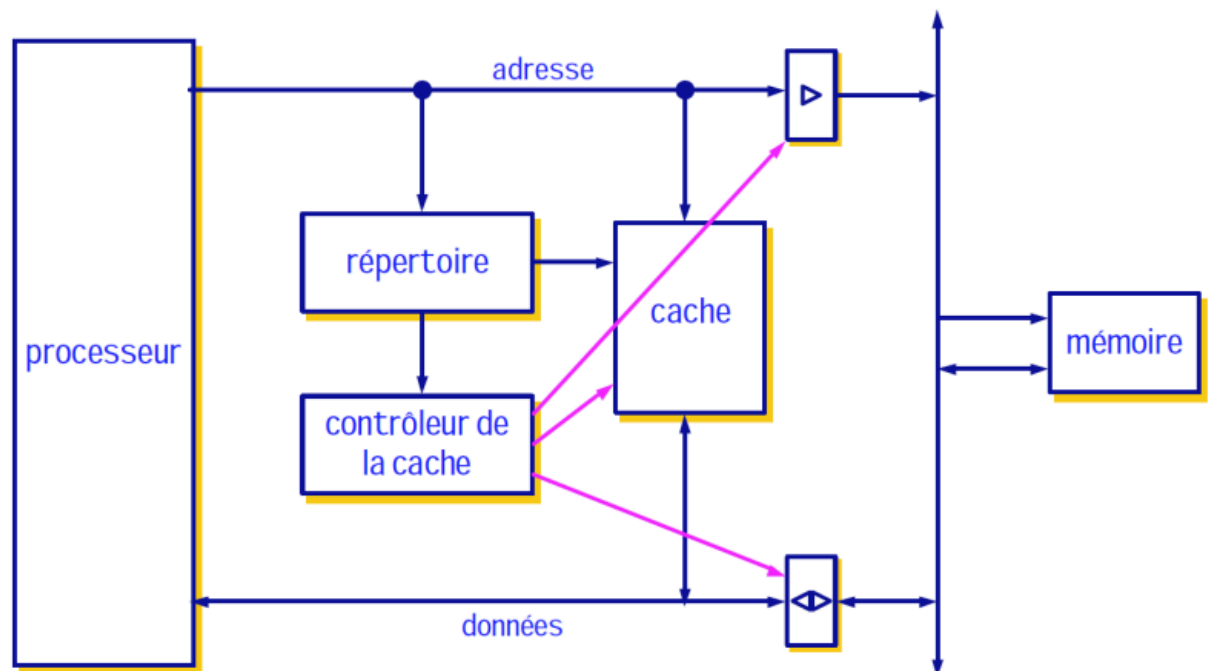 adresse
répertoire
cache
processeur
mémoire
contrôleur de
la cache
données